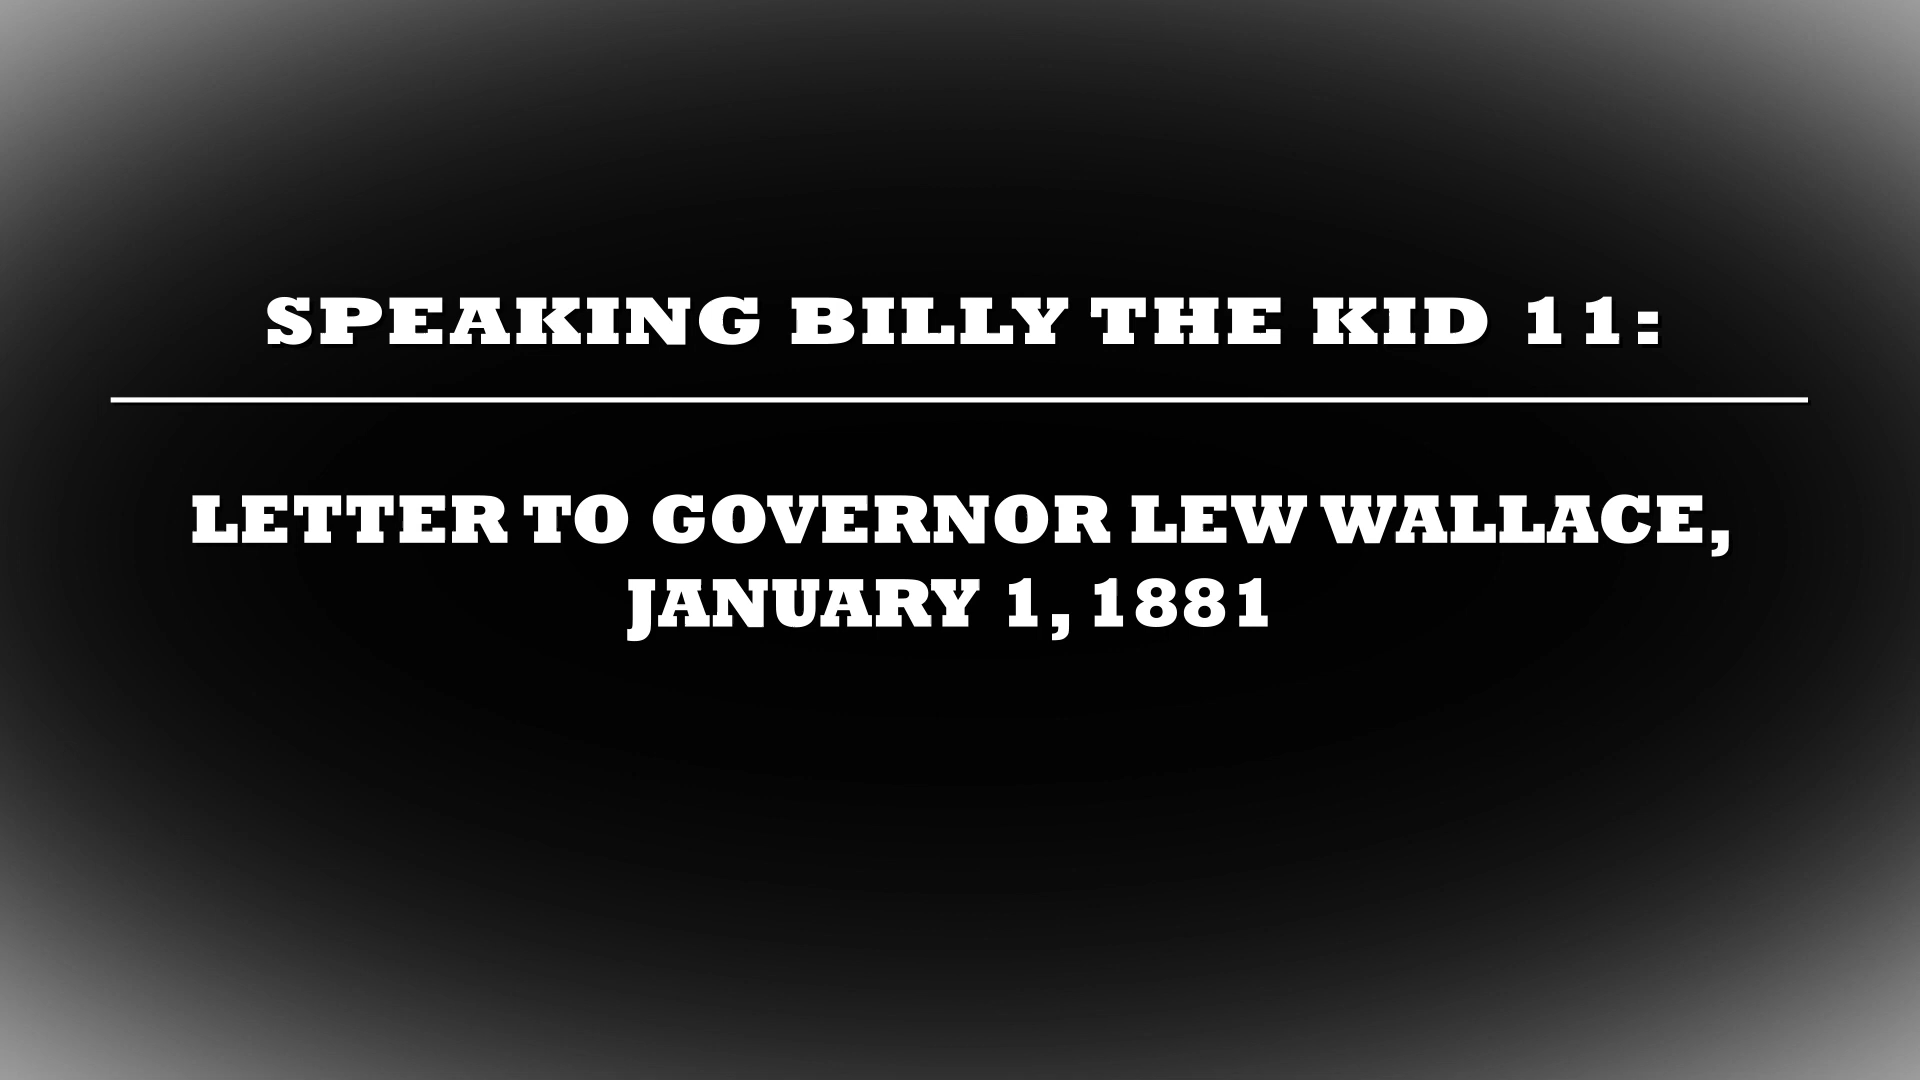 SPEAKING BILLY THE KID 11:
LETTER TO GOVERNOR LEW WALLACE,
JANUARY 1, 1881